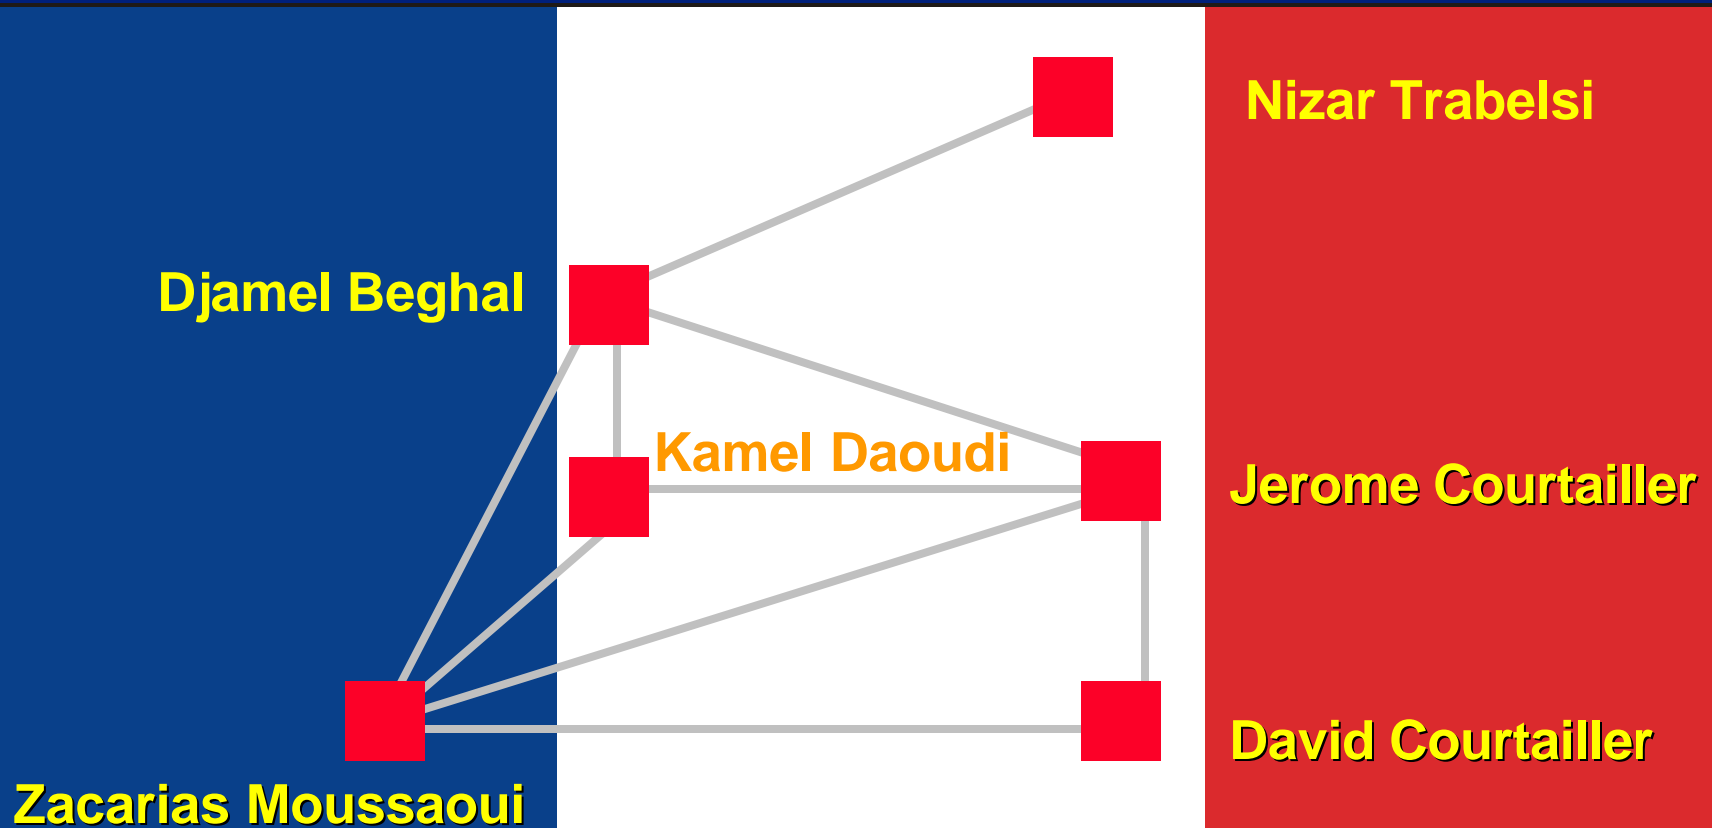 Nizar Trabelsi
Djamel Beghal
Kamel Daoudi
Jerome Courtailler
David Courtailler
Zacarias Moussaoui